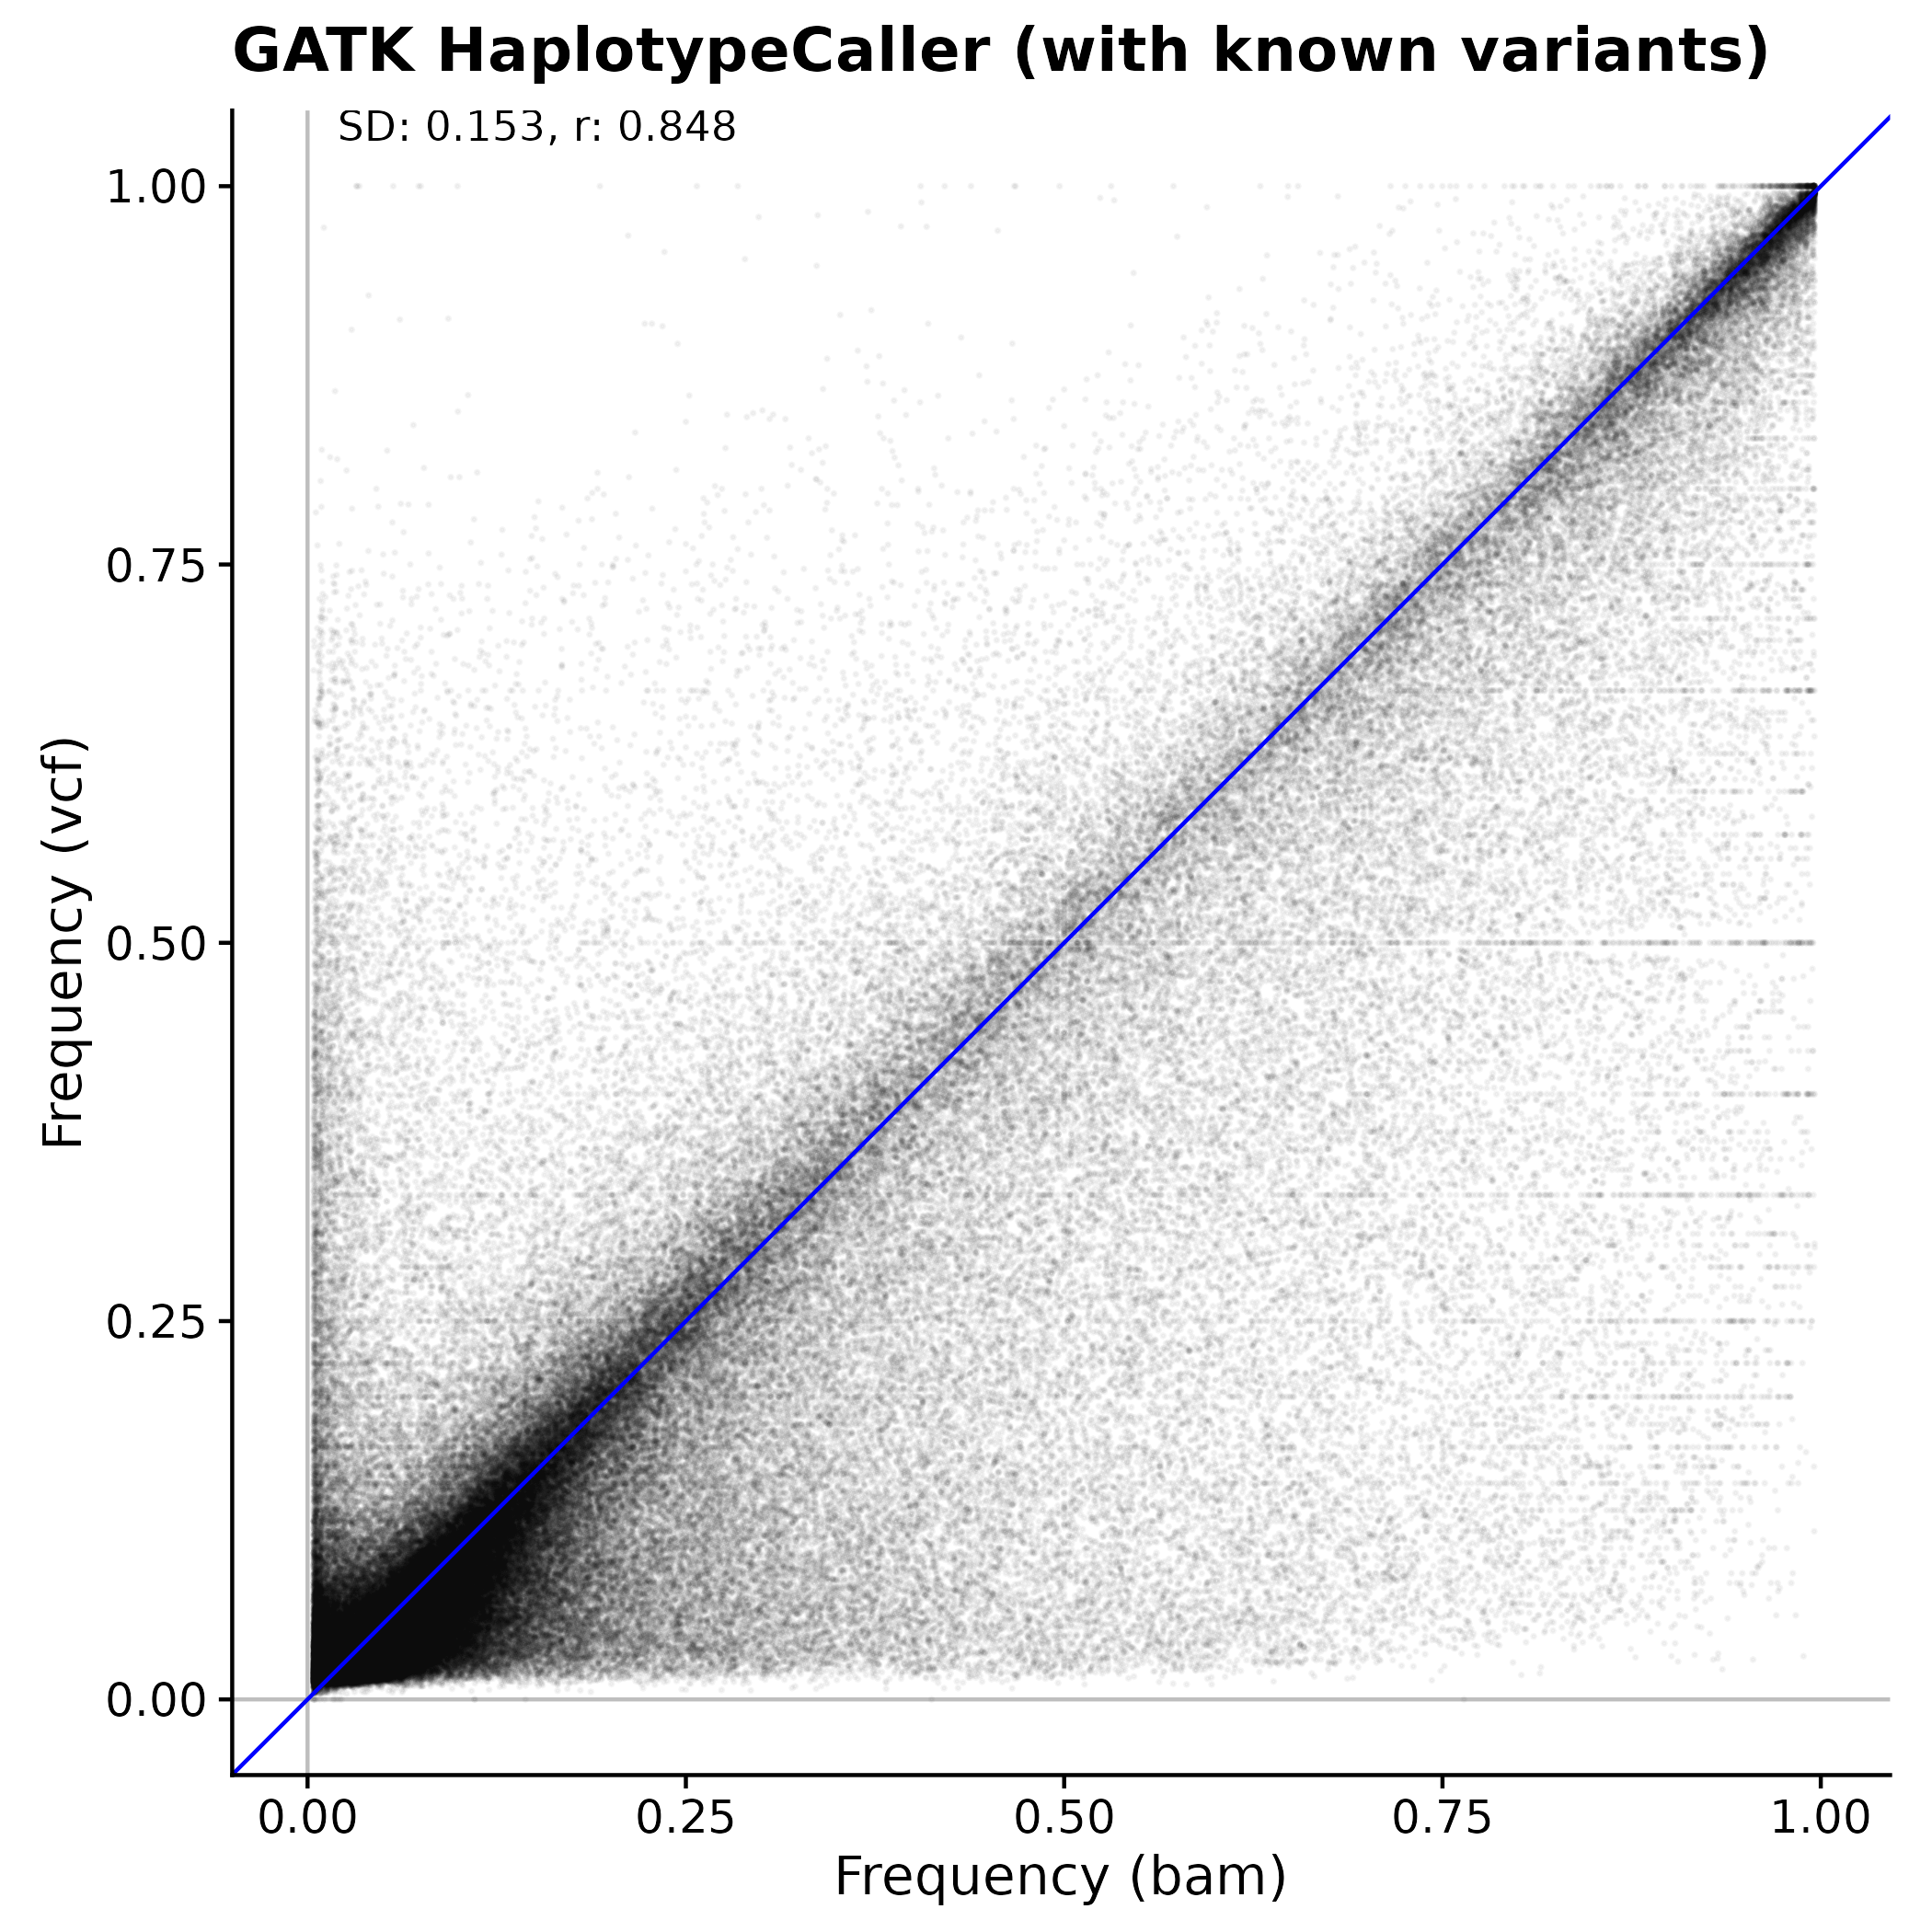 GATK HaplotypeCaller (with known variants)
SD: 0.153, r: 0.848
1.00
0.75
0.50
0.25
0.00
Frequency (vcf)
0.00 0.25 0.50 0.75 1.00
Frequency (bam)